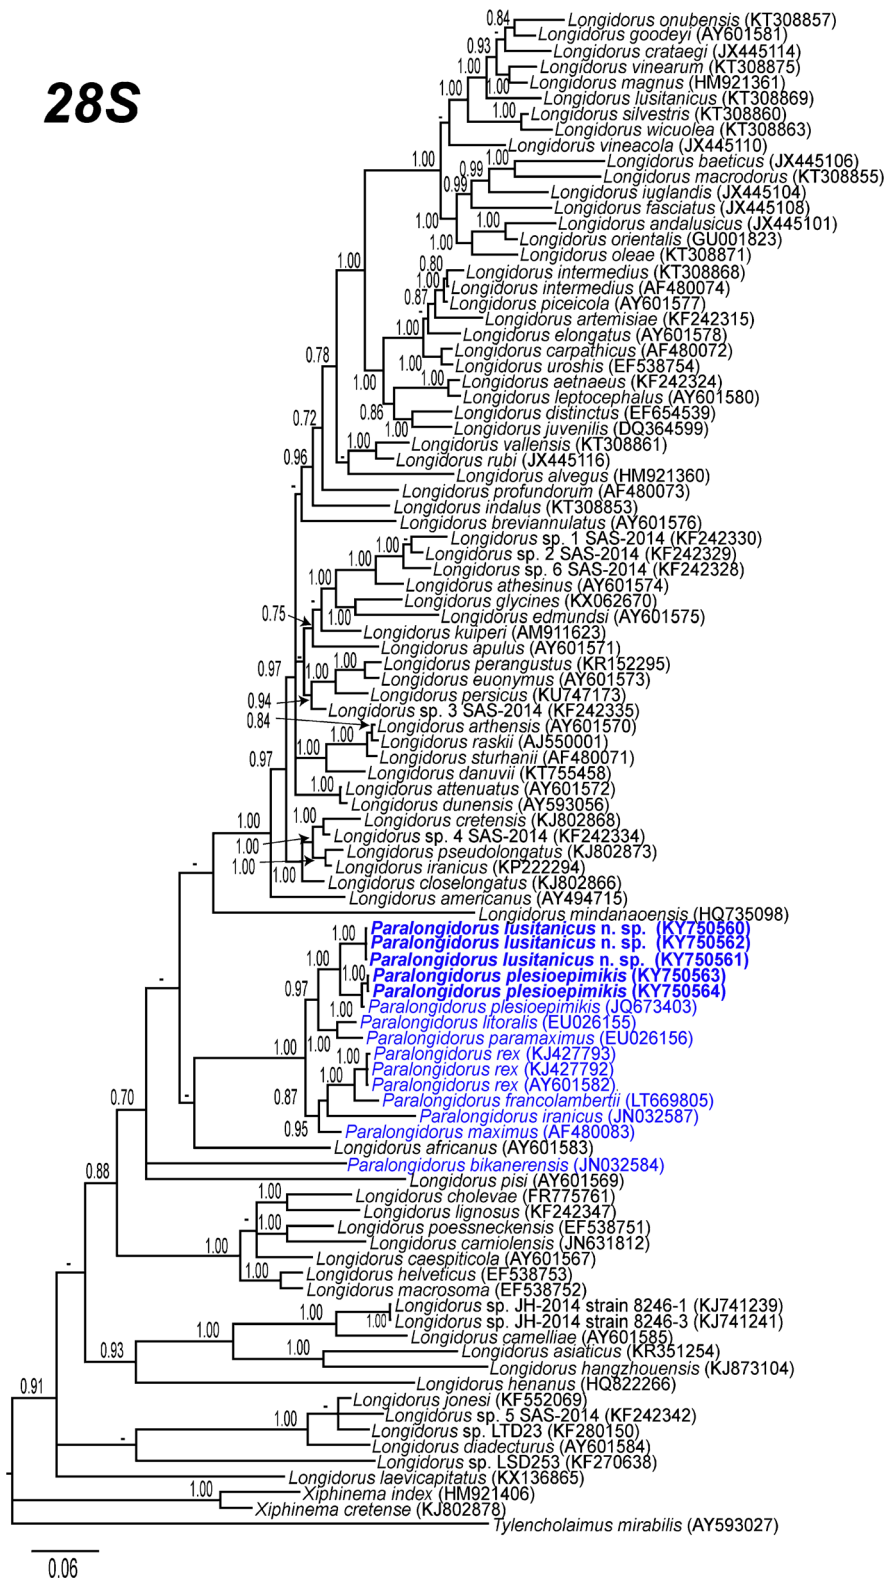 28S
0.84
Longidorus onubensis (KT308857)
-
Longidorus goodeyi (AY601581)
0.93
Longidorus crataegi (JX445114)
1.00
Longidorus vinearum (KT308875)
1.00
Longidorus magnus (HM921361)
1.00
Longidorus lusitanicus (KT308869)
1.00
Longidorus silvestris (KT308860)
-
Longidorus wicuolea (KT308863)
Longidorus vineacola (JX445110)
1.00
1.00
Longidorus baeticus (JX445106)
0.99
Longidorus macrodorus (KT308855)
0.99
Longidorus iuglandis (JX445104)
Longidorus fasciatus (JX445108)
1.00
1.00
Longidorus andalusicus (JX445101)
1.00
Longidorus orientalis (GU001823)
Longidorus oleae (KT308871)
1.00
0.80
Longidorus intermedius (KT308868)
1.00
Longidorus intermedius (AF480074)
0.87
Longidorus piceicola (AY601577)
-
Longidorus artemisiae (KF242315)
1.00
Longidorus elongatus (AY601578)
Longidorus carpathicus (AF480072)
1.00
Longidorus uroshis (EF538754)
0.78
1.00
1.00
Longidorus aetnaeus (KF242324)
Longidorus leptocephalus (AY601580)
0.86
Longidorus distinctus (EF654539)
0.72
1.00
Longidorus juvenilis (DQ364599)
1.00
Longidorus vallensis (KT308861)
-
Longidorus rubi (JX445116)
0.96
Longidorus alvegus (HM921360)
-
Longidorus profundorum (AF480073)
Longidorus indalus (KT308853)
Longidorus breviannulatus (AY601576)
1.00
-
Longidorus sp. 1 SAS-2014 (KF242330)
1.00
Longidorus sp. 2 SAS-2014 (KF242329)
Longidorus sp. 6 SAS-2014 (KF242328)
1.00
Longidorus athesinus (AY601574)
-
Longidorus glycines (KX062670)
0.75
1.00
Longidorus edmundsi (AY601575)
Longidorus kuiperi (AM911623)
Longidorus apulus (AY601571)
0.97
-
1.00
1.00
Longidorus perangustus (KR152295)
Longidorus euonymus (AY601573)
0.94
Longidorus persicus (KU747173)
Longidorus sp. 3 SAS-2014 (KF242335)
0.84
Longidorus arthensis (AY601570)
1.00
Longidorus raskii (AJ550001)
1.00
Longidorus sturhanii (AF480071)
0.97
Longidorus danuvii (KT755458)
1.00
Longidorus attenuatus (AY601572)
Longidorus dunensis (AY593056)
1.00
1.00
Longidorus cretensis (KJ802868)
1.00
Longidorus sp. 4 SAS-2014 (KF242334)
Longidorus pseudolongatus (KJ802873)
1.00
1.00
Longidorus iranicus (KP222294)
-
Longidorus closelongatus (KJ802866)
Longidorus americanus (AY494715)
Longidorus mindanaoensis (HQ735098)
1.00
Paralongidorus lusitanicus n. sp. (KY750560)
Paralongidorus lusitanicus n. sp. (KY750562)
1.00
Paralongidorus lusitanicus n. sp. (KY750561)
1.00
Paralongidorus plesioepimikis (KY750563)
-
0.97
Paralongidorus plesioepimikis (KY750564)
Paralongidorus plesioepimikis (JQ673403)
Paralongidorus litoralis (EU026155)
1.00
1.00
Paralongidorus paramaximus (EU026156)
1.00
Paralongidorus rex (KJ427793)
1.00
Paralongidorus rex (KJ427792)
0.70
-
0.87
Paralongidorus rex (AY601582)
Paralongidorus francolambertii (LT669805)
Paralongidorus iranicus (JN032587)
0.95
Paralongidorus maximus (AF480083)
Longidorus africanus (AY601583)
Paralongidorus bikanerensis (JN032584)
0.88
Longidorus pisi (AY601569)
1.00
Longidorus cholevae (FR775761)
Longidorus lignosus (KF242347)
-
1.00
Longidorus poessneckensis (EF538751)
Longidorus carniolensis (JN631812)
1.00
Longidorus caespiticola (AY601567)
-
1.00
Longidorus helveticus (EF538753)
Longidorus macrosoma (EF538752)
1.00
Longidorus sp. JH-2014 strain 8246-1 (KJ741239)
1.00
Longidorus sp. JH-2014 strain 8246-3 (KJ741241)
1.00
Longidorus camelliae (AY601585)
0.93
1.00
Longidorus asiaticus (KR351254)
Longidorus hangzhouensis (KJ873104)
0.91
Longidorus henanus (HQ822266)
-
Longidorus jonesi (KF552069)
1.00
Longidorus sp. 5 SAS-2014 (KF242342)
-
Longidorus sp. LTD23 (KF280150)
Longidorus diadecturus (AY601584)
Longidorus sp. LSD253 (KF270638)
-
Longidorus laevicapitatus (KX136865)
1.00
Xiphinema index (HM921406)
Xiphinema cretense (KJ802878)
Tylencholaimus mirabilis (AY593027)
0.06